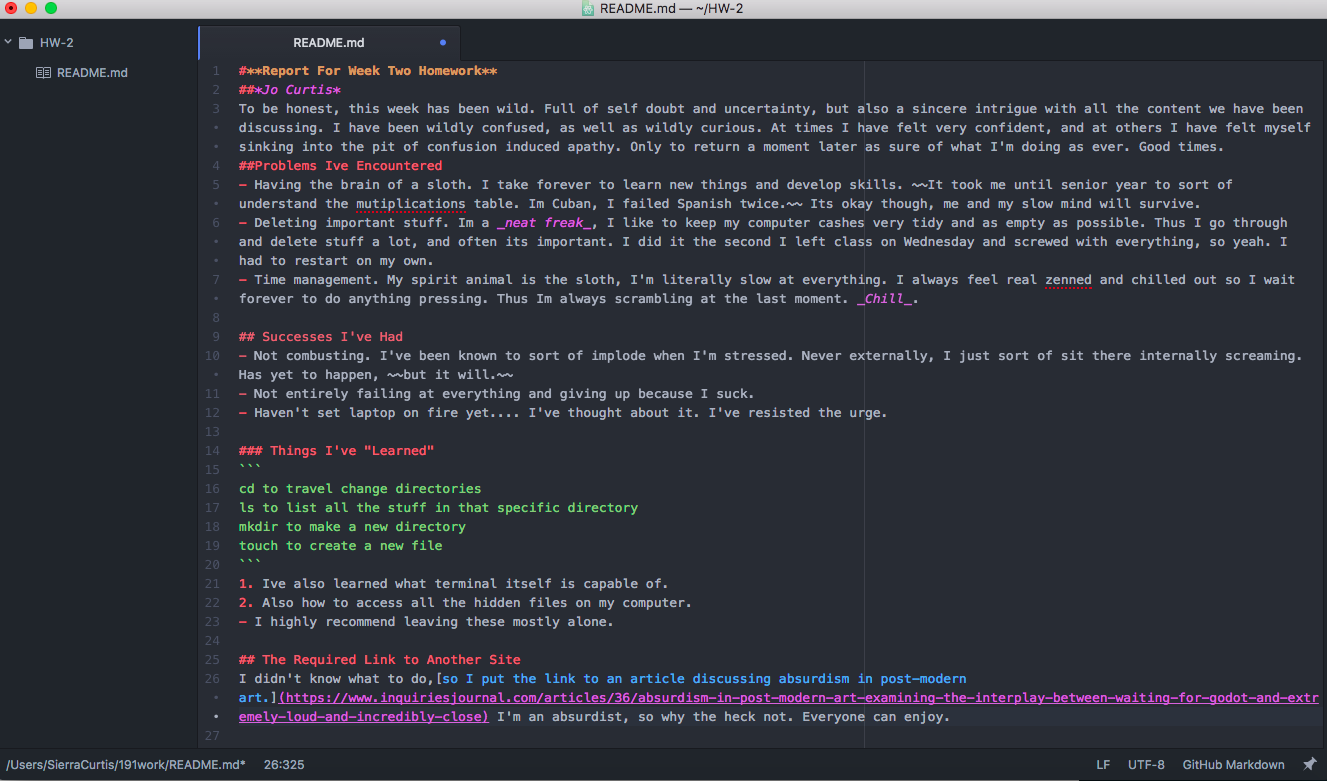 README.md — ~/HW-2
HW-2
README.md
README.md
1 #**Report For Week Two Homework**
2 ##*Jo Curtis*
3 To be honest, this week has been wild. Full of self doubt and uncertainty, but also a sincere intrigue with all the content we have been
• discussing. I have been wildly confused, as well as wildly curious. At times I have felt very confident, and at others I have felt myself
• sinking into the pit of confusion induced apathy. Only to return a moment later as sure of what I'm doing as ever. Good times.
4 ##Problems Ive Encountered
5 - Having the brain of a sloth. I take forever to learn new things and develop skills. ~~It took me until senior year to sort of
• understand the mutiplications table. Im Cuban, I failed Spanish twice.~~ Its okay though, me and my slow mind will survive.
6 - Deleting important stuff. Im a _neat freak_, I like to keep my computer cashes very tidy and as empty as possible. Thus I go through
• and delete stuff a lot, and often its important. I did it the second I left class on Wednesday and screwed with everything, so yeah. I
• had to restart on my own.
7 - Time management. My spirit animal is the sloth, I'm literally slow at everything. I always feel real zenned and chilled out so I wait
• forever to do anything pressing. Thus Im always scrambling at the last moment. _Chill_.
8
9 ## Successes I've Had
10 - Not combusting. I've been known to sort of implode when I'm stressed. Never externally, I just sort of sit there internally screaming.
• Has yet to happen, ~~but it will.~~
11 - Not entirely failing at everything and giving up because I suck.
12 - Haven't set laptop on fire yet.... I've thought about it. I've resisted the urge.
13
14 ### Things I've "Learned"
15 ```
16 cd to travel change directories
17 ls to list all the stuff in that specific directory
18 mkdir to make a new directory
19 touch to create a new file
20 ```
21 1. Ive also learned what terminal itself is capable of.
22 2. Also how to access all the hidden files on my computer.
23 - I highly recommend leaving these mostly alone.
24
25 ## The Required Link to Another Site
26 I didn't know what to do,[so I put the link to an article discussing absurdism in post-modern
• art.](https://www.inquiriesjournal.com/articles/36/absurdism-in-post-modern-art-examining-the-interplay-between-waiting-for-godot-and-extr
• emely-loud-and-incredibly-close) I'm an absurdist, so why the heck not. Everyone can enjoy.
27
/Users/SierraCurtis/191work/README.md* 26:325 LF UTF-8 GitHub Markdown